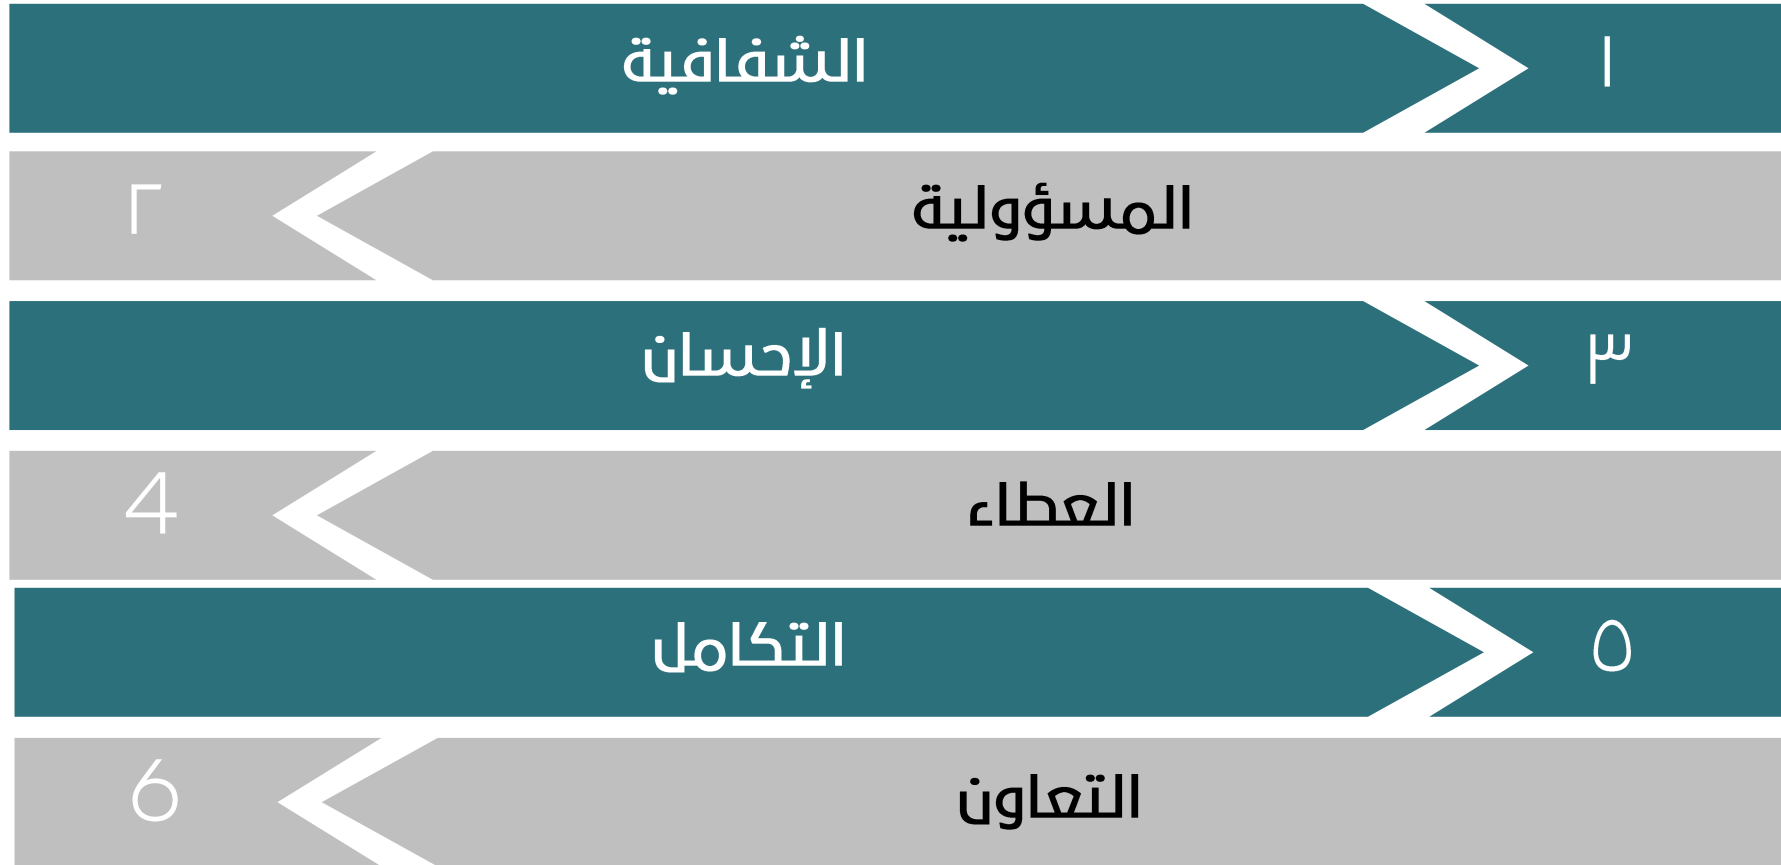 ١ الشفافية
المسؤولية ٢
٣ الإحسان
العطاء 4
٥ التكامل
التعاون 6